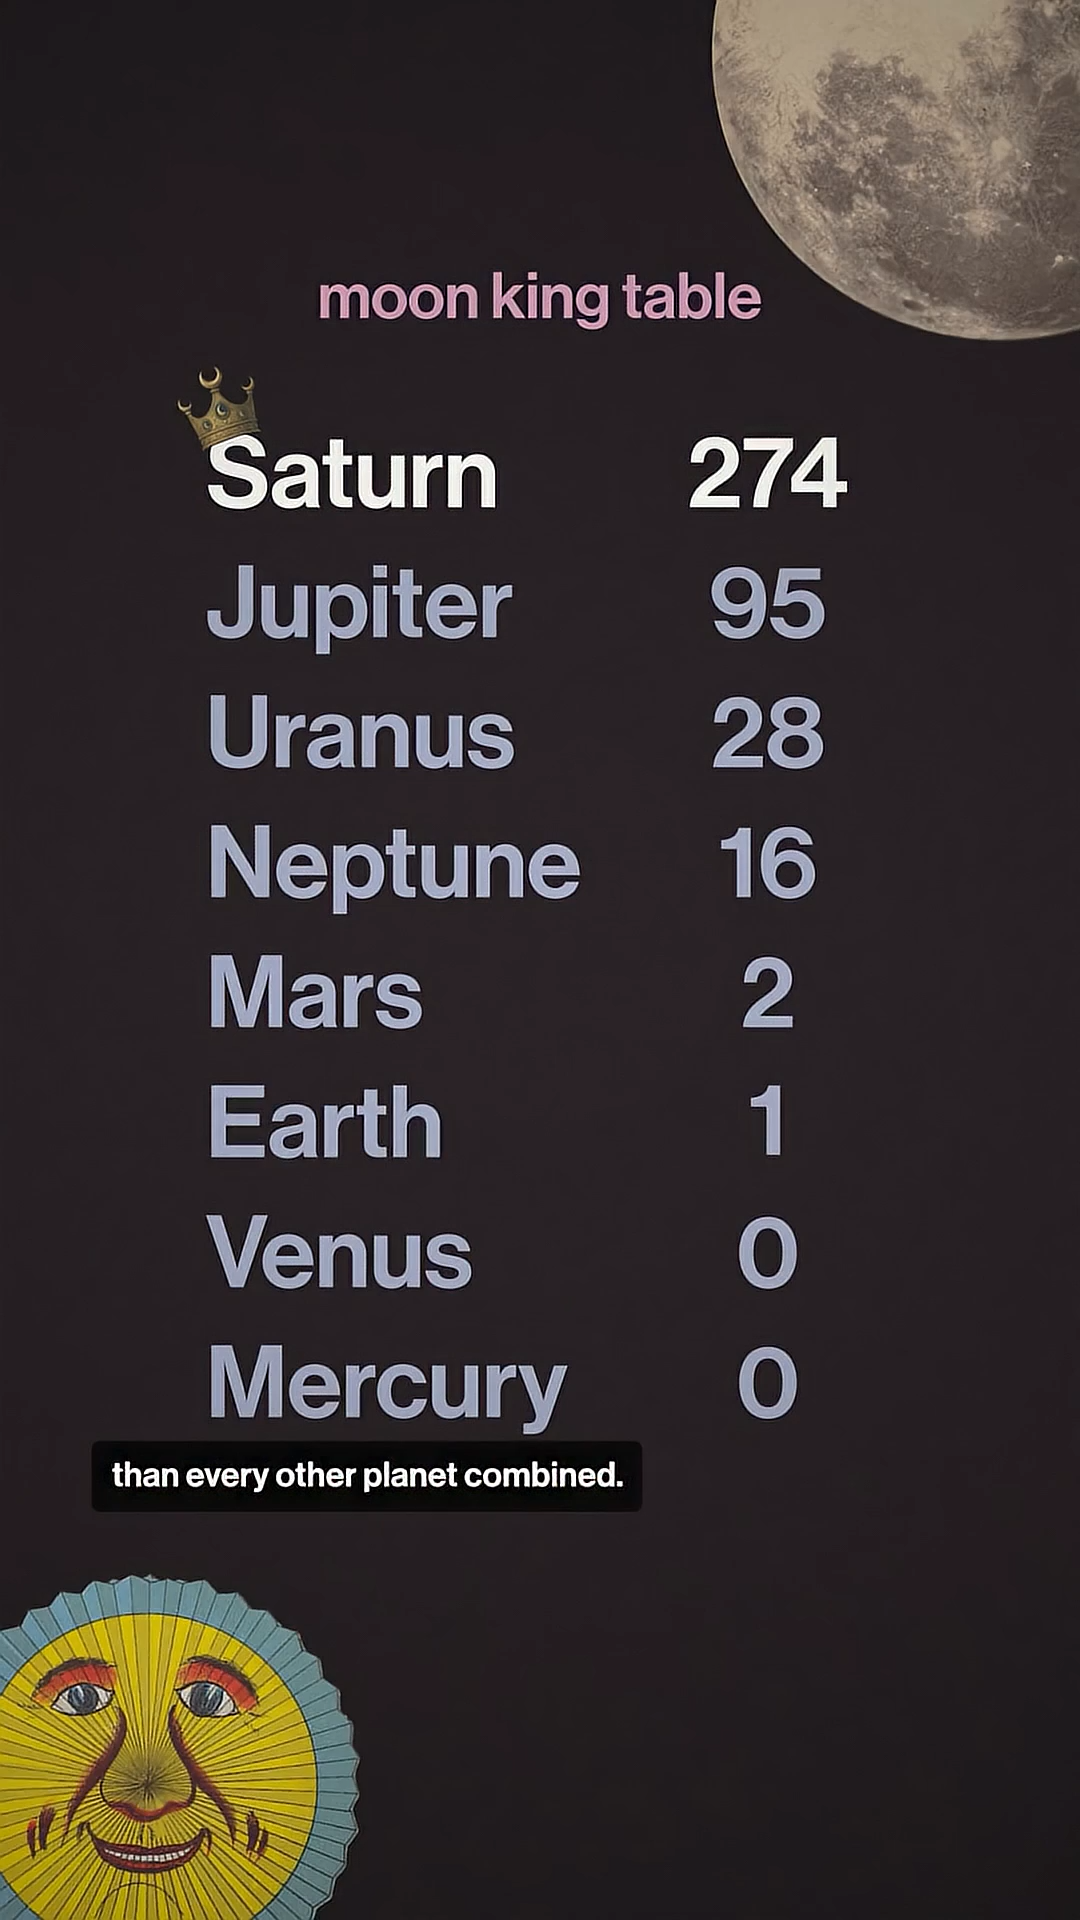 moon king table
Saturn 274
Jupiter 95
Uranus 28
Neptune 16
Mars 2
Earth 1
Venus 0
Mercury 0
than every other planet combined.